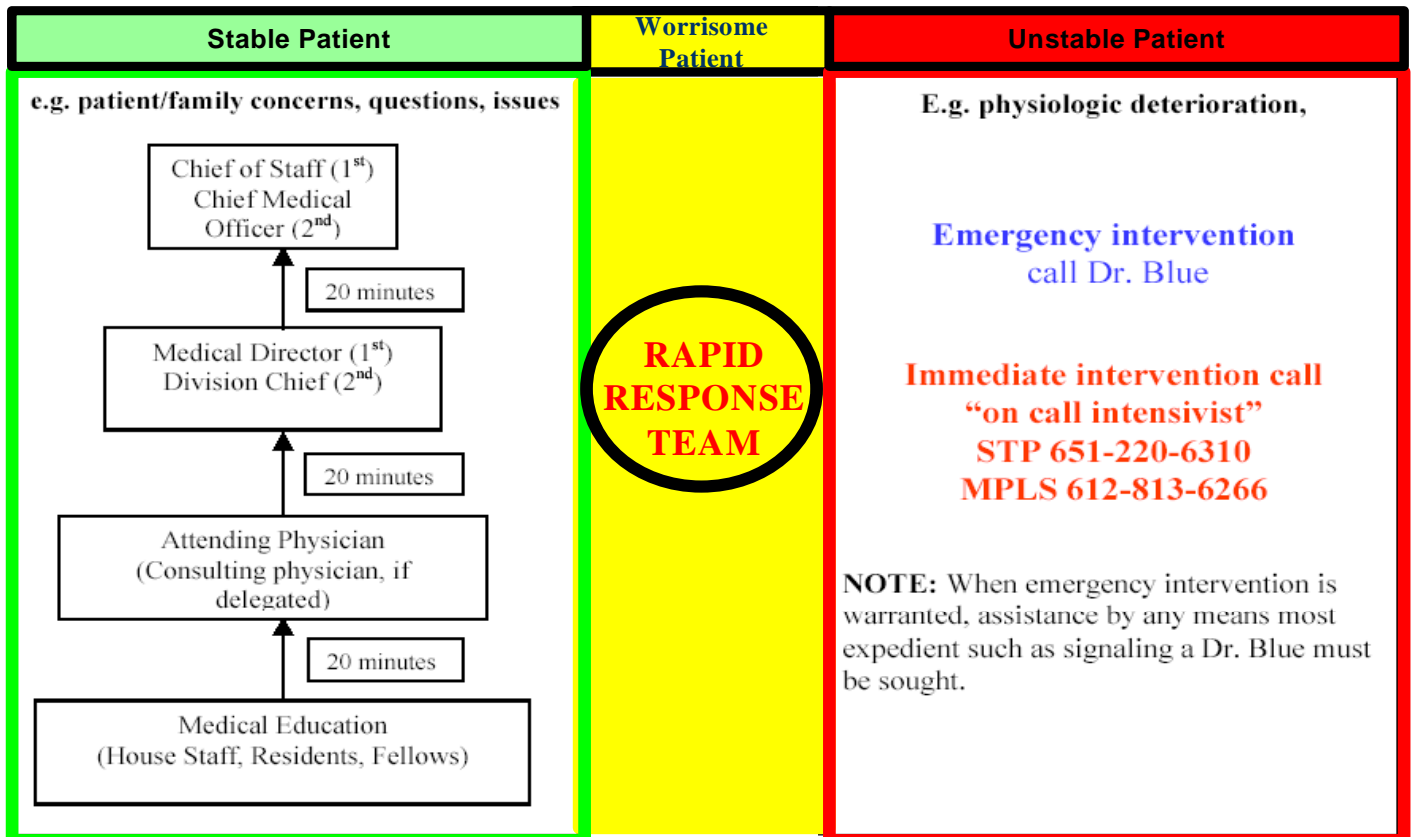 Stable Patient
e.g. patient/family concerns, questions, issues
Chief of Staff (1st)
Chief Medical
Officer (2nd)
20 minutes
Medical Director (1st)
Division Chief (2nd)
20 minutes
Attending Physician
(Consulting physician, if
delegated)
20 minutes
Medical Education
(House Staff, Residents, Fellows)
Worrisome
Patient
RAPID
RESPONSE
TEAM
Unstable Patient
E.g. physiologic deterioration,
Emergency intervention
call Dr. Blue
Immediate intervention call
“on call intensivist”
STP 651-220-6310
MPLS 612-813-6266
NOTE: When emergency intervention is
warranted, assistance by any means most
expedient such as signaling a Dr. Blue must
be sought.